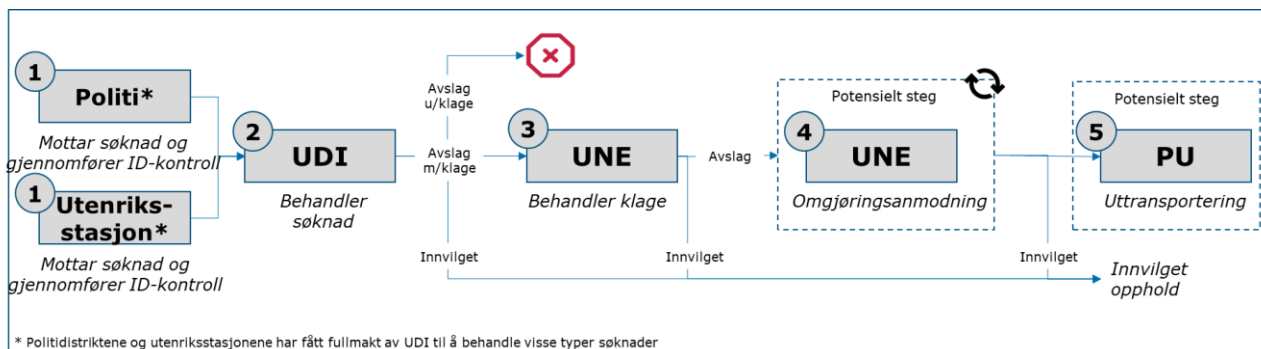 1
Politi*
Mottar søknad og
gjennomfører ID-kontroll
1
Utenriks-
stasjon*
Mottar søknad og
gjennomfører ID-kontroll
2
UDI
Behandler
søknad
Avslag
u/klage
Avslag
m/klage
Innvilget
3
UNE
Behandler klage
Avslag
Innvilget
Potensielt steg
4
UNE
Omgjøringsanmodning
Innvilget
Potensielt steg
5
PU
Uttransportering
Innvilget
opphold
* Politidistriktene og utenriksstasjonene har fått fullmakt av UDI til å behandle visse typer søknader